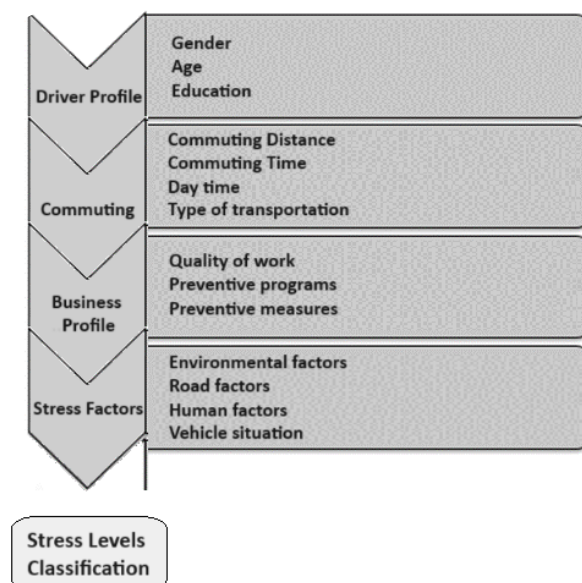 Driver Profile
Gender
Age
Education
Commuting
Commuting Distance
Commuting Time
Day time
Type of transportation
Business
Profile
Quality of work
Preventive programs
Preventive measures
Stress Factors
Environmental factors
Road factors
Human factors
Vehicle situation
Stress Levels
Classification